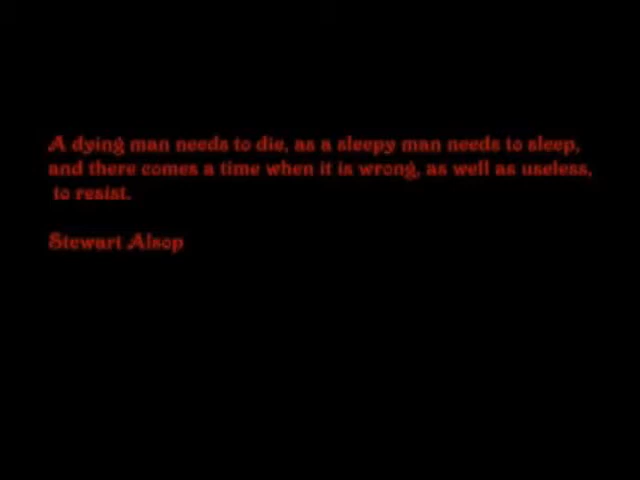 A dying man needs to die, as a sleepy man needs to sleep,
and there comes a time when it is wrong, as well as useless,
to resist.
Stewart Alsop